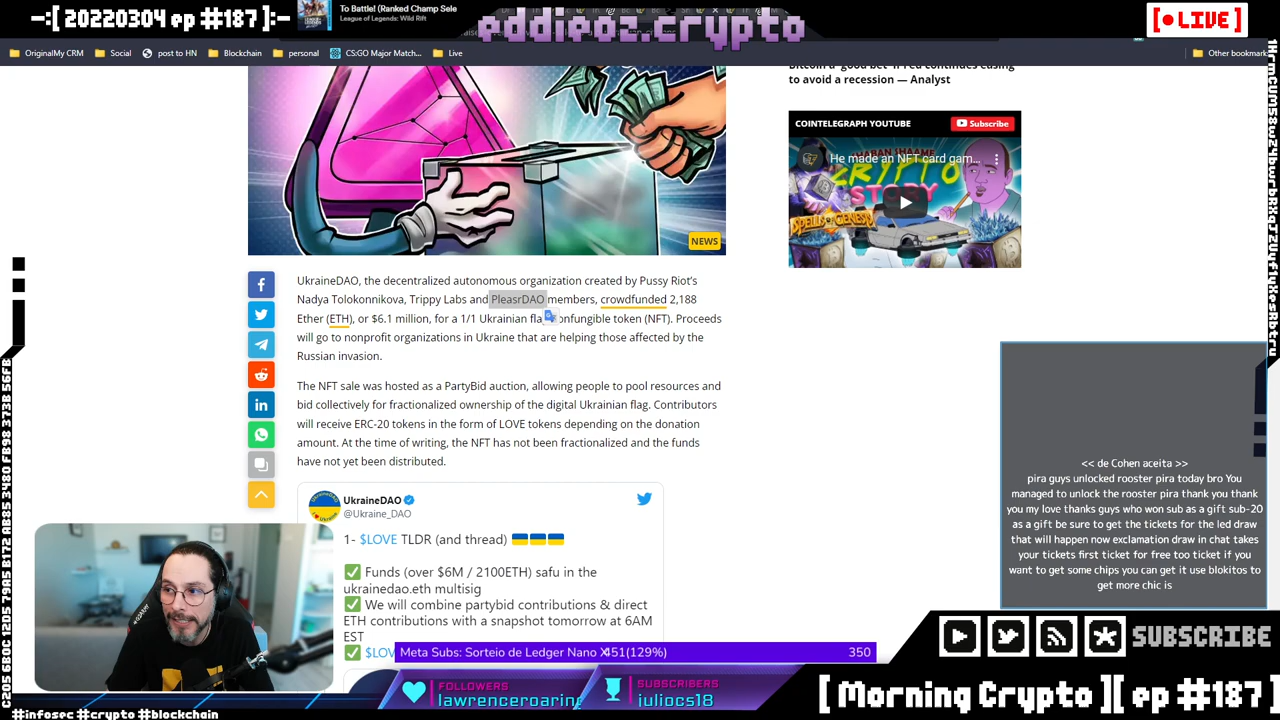 -:[ 20220304 ep #187 ]:-
To Battle! (Ranked Champ Sele
League of Legends: Wild Rift
eddieoz.crypto
[● LIVE]
OriginalMy CRM
Social
post to HN
Blockchain
personal
CS:GO Major Match...
Live
Other bookmark
to avoid a recession — Analyst
COINTELEGRAPH YOUTUBE
Subscribe
He made an NFT card gam...
CRYPTO
STORY
SPELLS OF GENESIS
NEWS
UkraineDAO, the decentralized autonomous organization created by Pussy Riot's
Nadya Tolokonnikova, Trippy Labs and PleasrDAO members, crowdfunded 2,188
Ether (ETH), or $6.1 million, for a 1/1 Ukrainian fla onfungible token (NFT). Proceeds
will go to nonprofit organizations in Ukraine that are helping those affected by the
Russian invasion.
The NFT sale was hosted as a PartyBid auction, allowing people to pool resources and
bid collectively for fractionalized ownership of the digital Ukrainian flag. Contributors
will receive ERC-20 tokens in the form of LOVE tokens depending on the donation
amount. At the time of writing, the NFT has not been fractionalized and the funds
have not yet been distributed.
UkraineDAO
@Ukraine_DAO
1- $LOVE TLDR (and thread)
Funds (over $6M / 2100ETH) safu in the
ukrainedao.eth multisig
We will combine partybid contributions & direct
ETH contributions with a snapshot tomorrow at 6AM
EST
$LOV
<< de Cohen aceita >>
pira guys unlocked rooster pira today bro You
managed to unlock the rooster pira thank you thank
you my love thanks guys who won sub as a gift sub-20
as a gift be sure to get the tickets for the led draw
that will happen now exclamation draw in chat takes
your tickets first ticket for free too ticket if you
want to get some chips you can get it use blokitos to
get more chic is
Meta Subs: Sorteio de Ledger Nano X
451(129%)
350
FOLLOWERS
lawrenceroaring
SUBSCRIBERS
iuliocs18
SUBSCRIBE
[ Morning Crypto ][ ep #187 ]
#infosec #crypto #blockchain